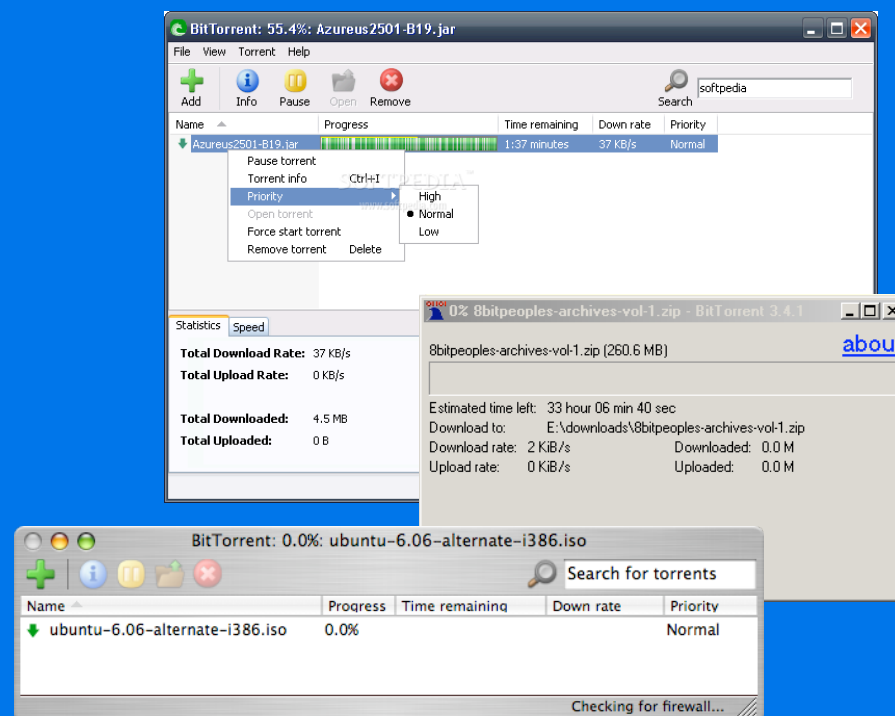 BitTorrent: 55.4%: Azureus2501-B19.jar
File View Torrent Help
Add Info Pause Open Remove Search softpedia
Name Progress Time remaining Down rate Priority
Azureus2501-B19.jar 1:37 minutes 37 KB/s Normal
Pause torrent
Torrent info Ctrl+I
SOFTPEDIA
Priority High
www.softpedia.com
Open torrent Normal
Force start torrent Low
Remove torrent Delete
Statistics Speed
Total Download Rate: 37 KB/s
Total Upload Rate: 0 KB/s
Total Downloaded: 4.5 MB
Total Uploaded: 0 B
0% 8bitpeoples-archives-vol-1.zip - BitTorrent 3.4.1
8bitpeoples-archives-vol-1.zip (260.6 MB) abou
Estimated time left: 33 hour 06 min 40 sec
Download to: E:\downloads\8bitpeoples-archives-vol-1.zip
Download rate: 2 KiB/s Downloaded: 0.0 M
Upload rate: 0 KiB/s Uploaded: 0.0 M
BitTorrent: 0.0%: ubuntu-6.06-alternate-i386.iso
Search for torrents
Name Progress Time remaining Down rate Priority
ubuntu-6.06-alternate-i386.iso 0.0% Normal
Checking for firewall...